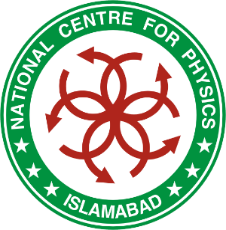 NATIONAL CENTRE FOR PHYSICS
ISLAMABAD